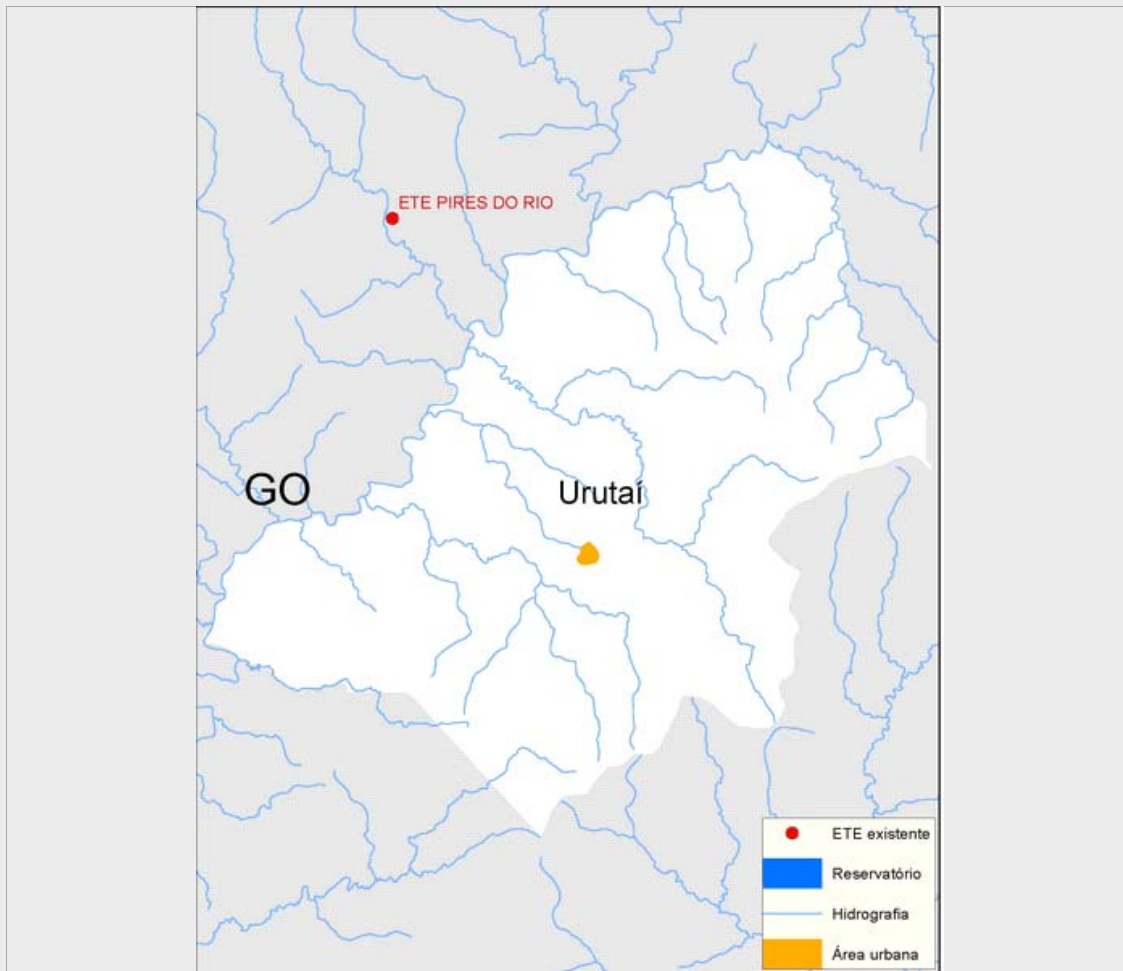 ETE PIRES DO RIO
GO
Urutaí
ETE existente
Reservatório
Hidrografia
Área urbana